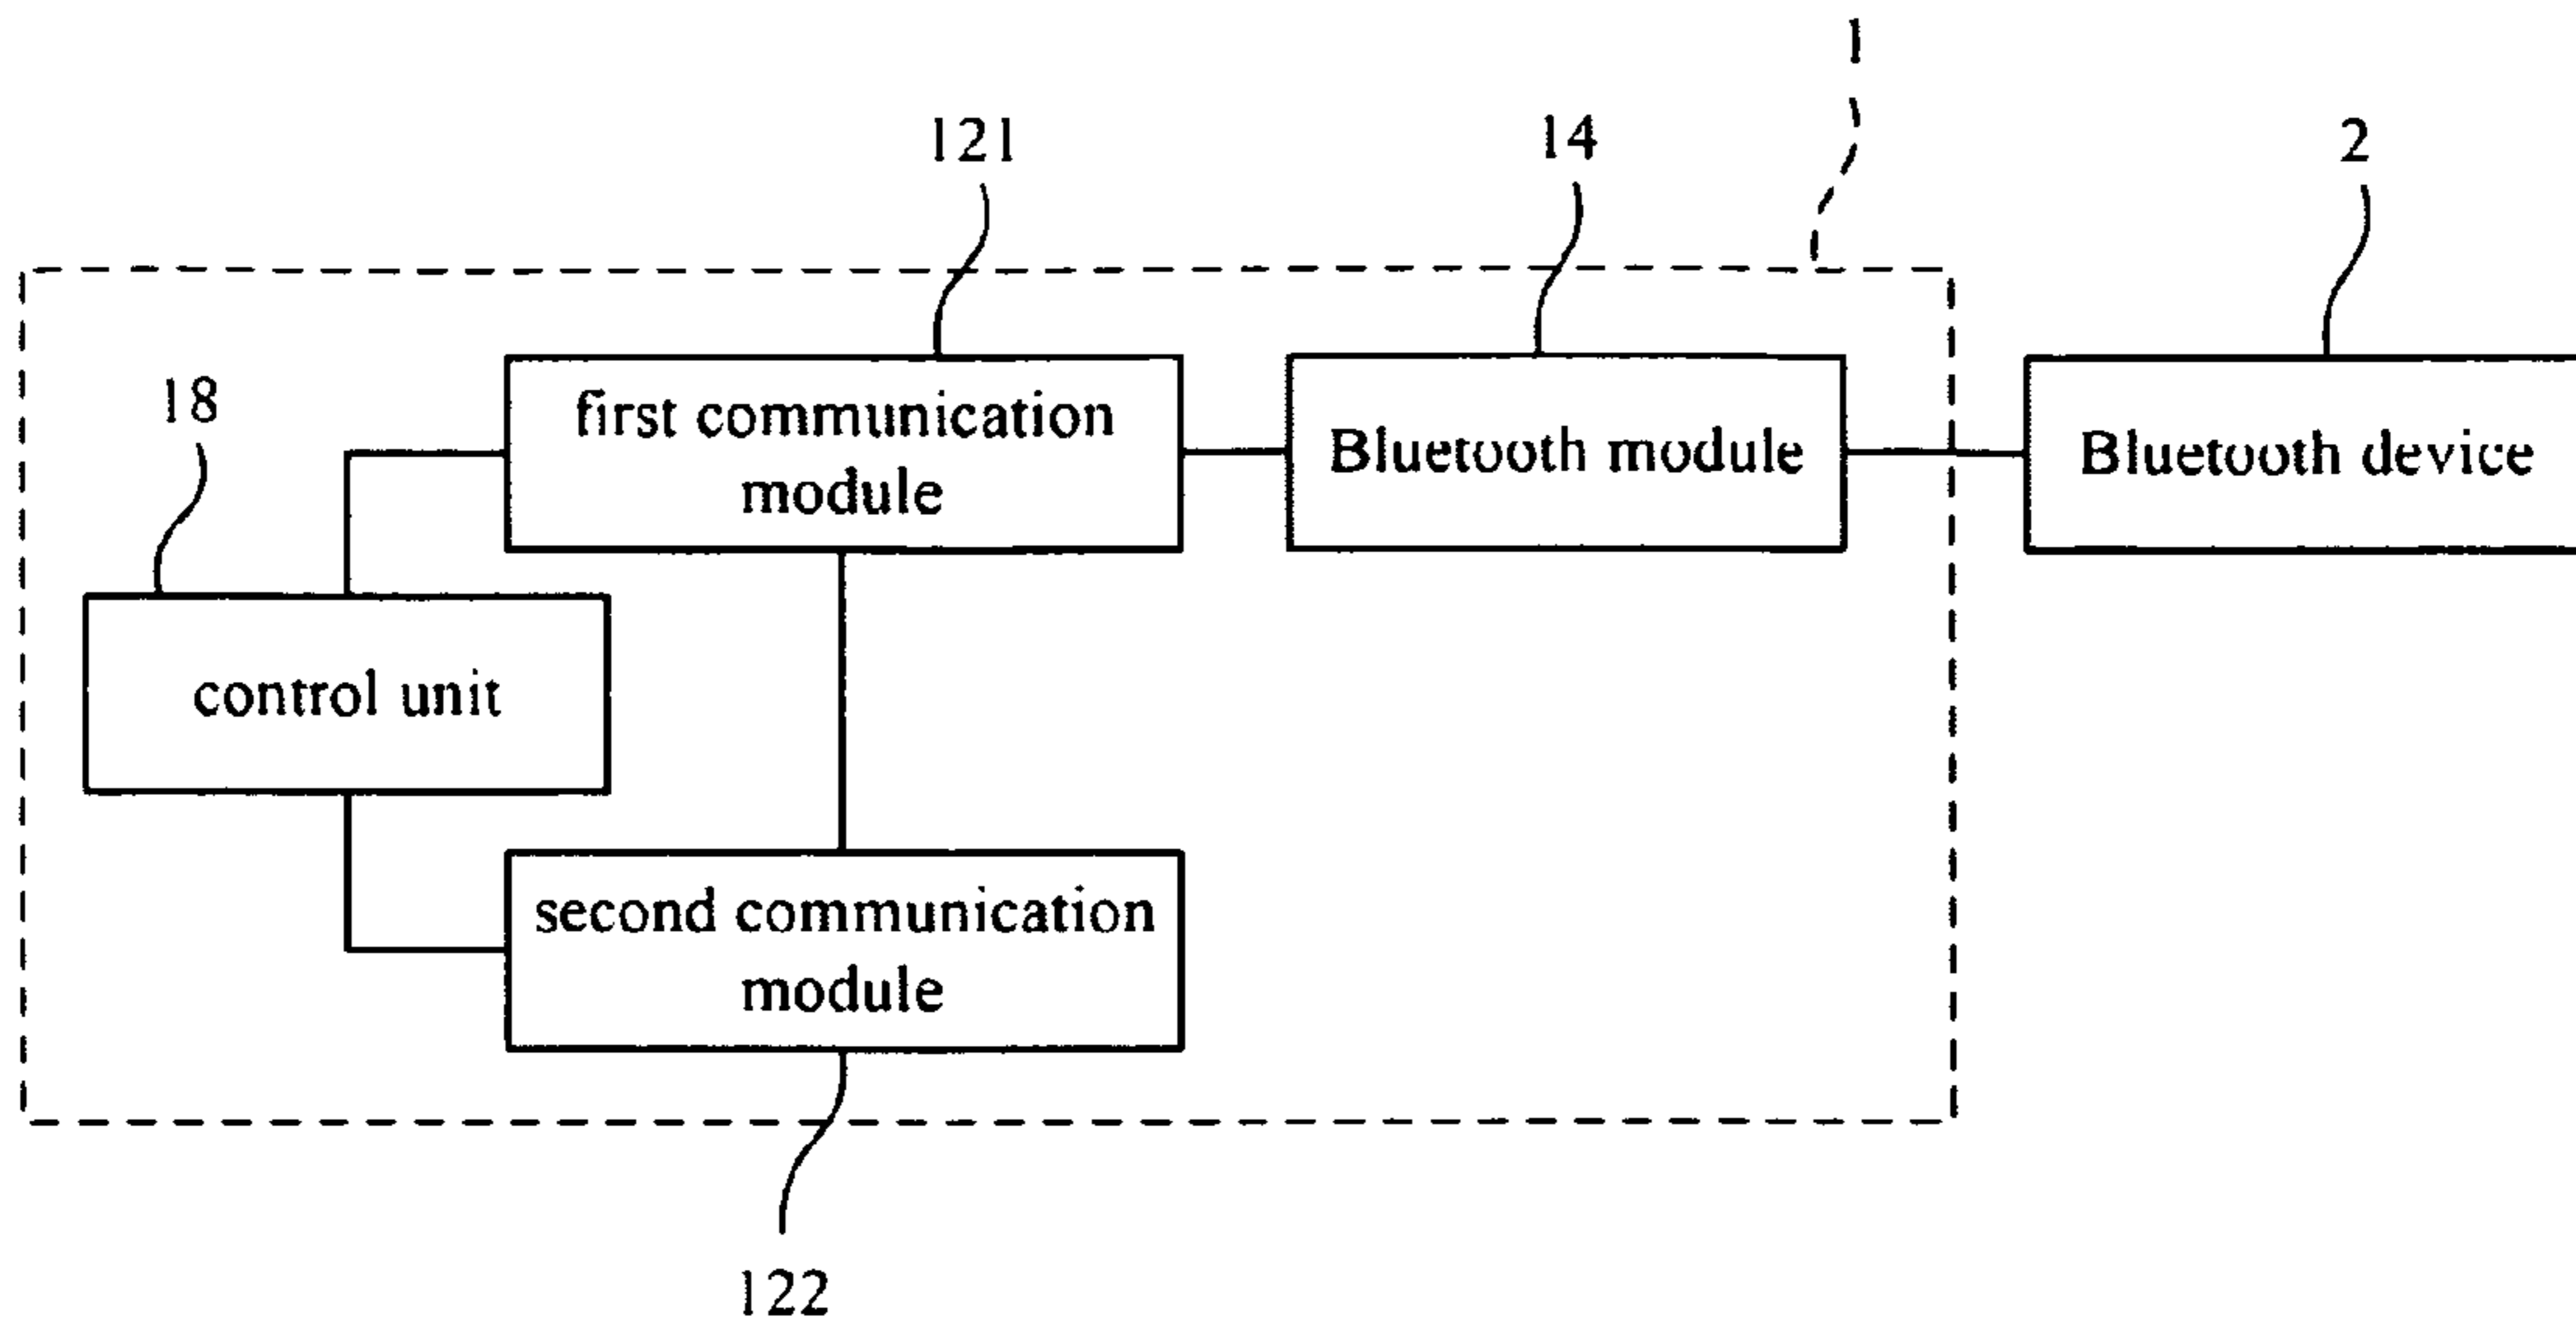 1
121
14
2
18
first communication
module
Bluetooth module
Bluetooth device
control unit
second communication
module
122